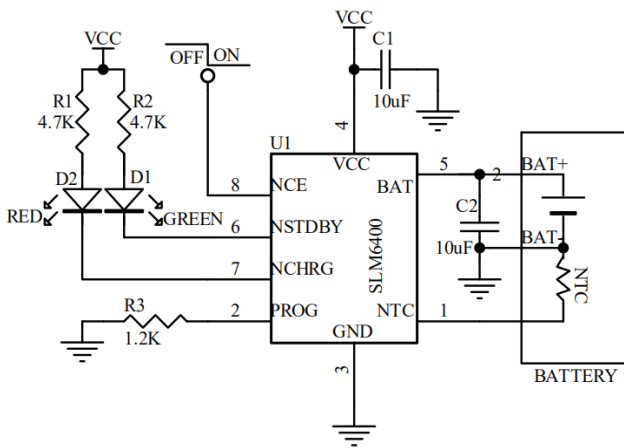 VCC
VCC
OFF ON
C1
10uF
R1
4.7K
R2
4.7K
U1
4
VCC
D2
D1
RED
GREEN
8
NCE
6
NSTDBY
7
NCHRG
2
PROG
R3
1.2K
SLM6400
BAT
5
NTC
1
GND
3
2
C2
10uF
BAT+
BAT-
NTC
BATTERY